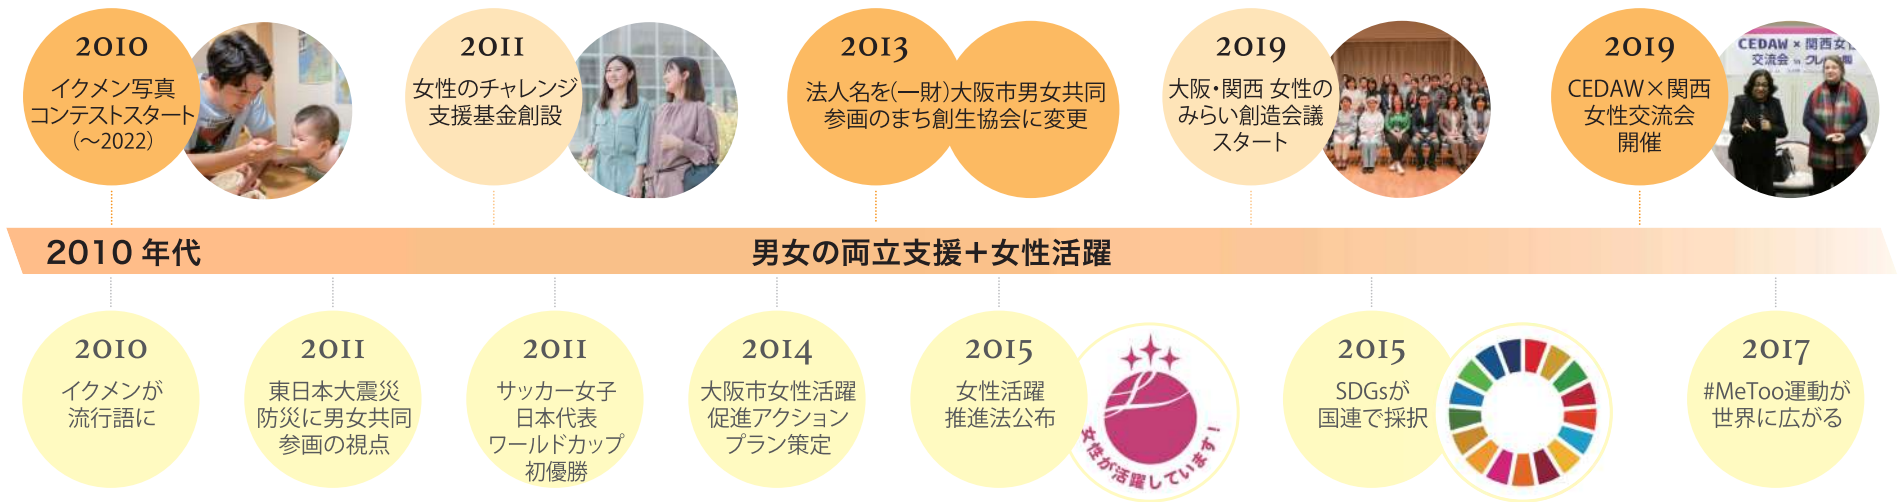 2010
イクメン写真
コンテストスタート
（〜2022）
2011
女性のチャレンジ
支援基金創設
2013
法人名を（一財）大阪市男女共同
参画のまち創生協会に変更
2019
大阪・関西 女性の
みらい創造会議
スタート
2019
CEDAW×関西
女性交流会
開催
CEDAW × 関西女性
交流会 in クレオ大阪
2010 年代
男女の両立支援＋女性活躍
2010
イクメンが
流行語に
2011
東日本大震災
防災に男女共同
参画の視点
2011
サッカー女子
日本代表
ワールドカップ
初優勝
2014
大阪市女性活躍
促進アクション
プラン策定
2015
女性活躍
推進法公布
女性が活躍しています！
2015
SDGsが
国連で採択
2017
#MeToo運動が
世界に広がる